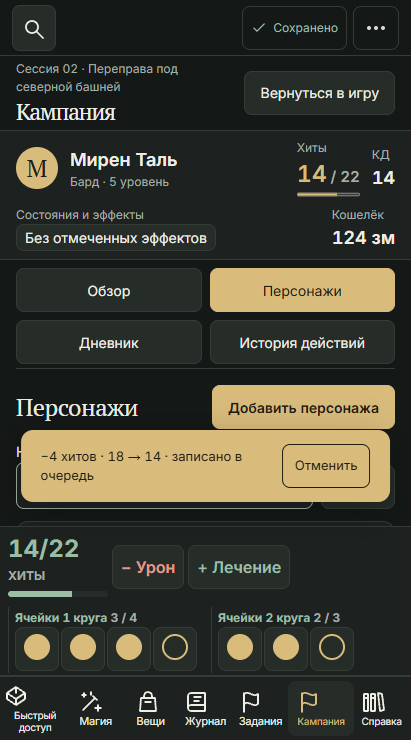 Сохранено
Сессия 02 · Переправа под
северной башней
Кампания
Вернуться в игру
М
Мирен Таль
Бард · 5 уровень
Хиты
14 / 22
КД
14
Состояния и эффекты
Без отмеченных эффектов
Кошелёк
124 зм
Обзор
Персонажи
Дневник
История действий
Персонажи
Добавить персонажа
−4 хитов · 18 → 14 · записано в
очередь
Отменить
14/22
ХИТЫ
− Урон
+ Лечение
Ячейки 1 круга 3 / 4
Ячейки 2 круга 2 / 3
Быстрый
доступ
Магия
Вещи
Журнал
Задания
Кампания
Справка